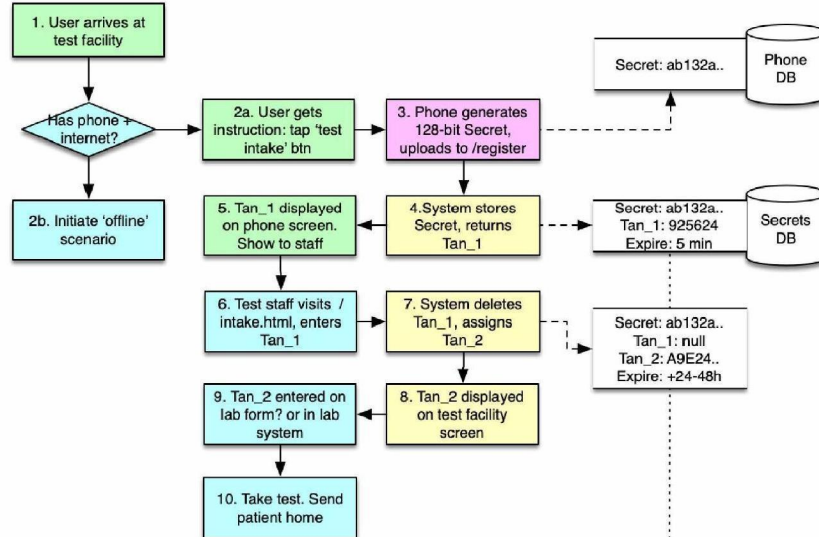 1. User arrives at
test facility
Has phone +
internet?
2a. User gets
instruction: tap 'test
intake' btn
3. Phone generates
128-bit Secret,
uploads to /register
Secret: ab132a..
Phone
DB
2b. Initiate 'offline'
scenario
5. Tan_1 displayed
on phone screen.
Show to staff
4.System stores
Secret, returns
Tan_1
Secret: ab132a..
Tan_1: 925624
Expire: 5 min
Secrets
DB
6. Test staff visits /
intake.html, enters
Tan_1
7. System deletes
Tan_1, assigns
Tan_2
Secret: ab132a..
Tan_1: null
Tan_2: A9E24..
Expire: +24-48h
9. Tan_2 entered on
lab form? or in lab
system
8. Tan_2 displayed
on test facility
screen
10. Take test. Send
patient home